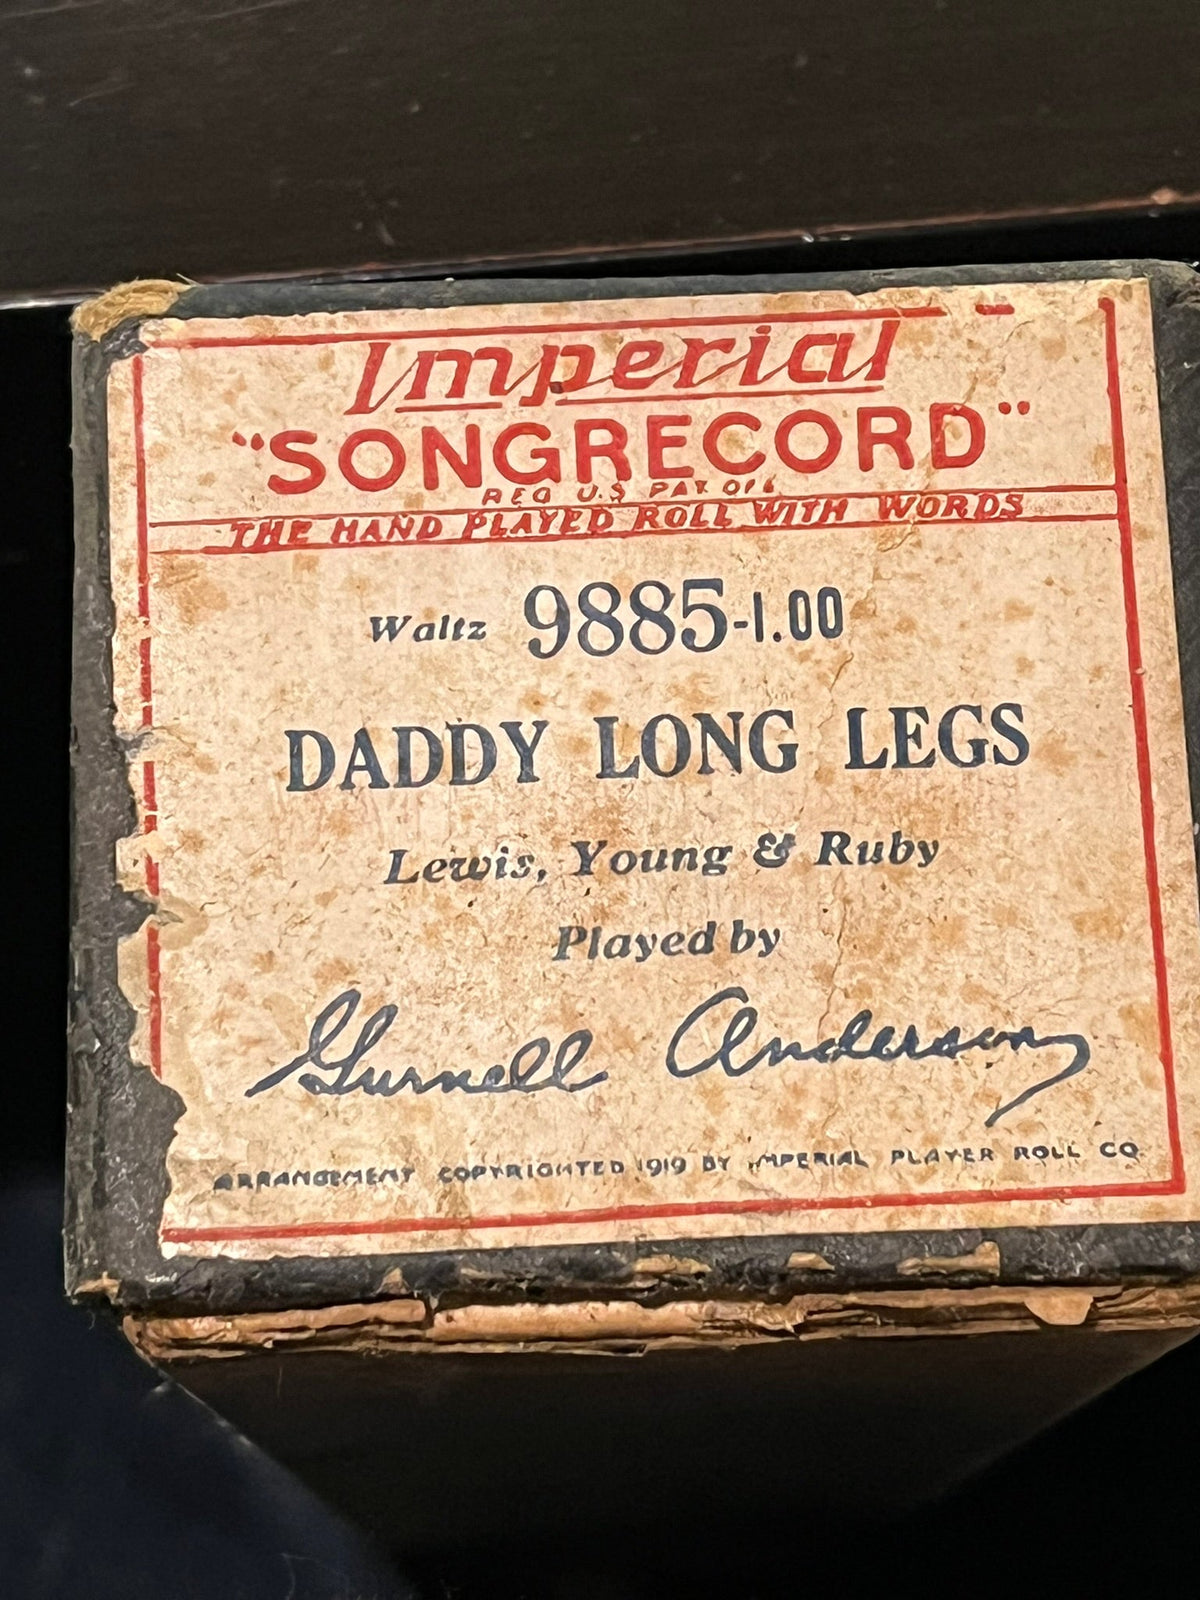 Imperial
"SONGRECORD"
REG U.S PAT OFF
THE HAND PLAYED ROLL WITH WORDS
Waltz 9885-1.00
DADDY LONG LEGS
Lewis, Young & Ruby
Played by
Gurnell Anderson
ARRANGEMENT COPYRIGHTED 1919 BY IMPERIAL PLAYER ROLL CO